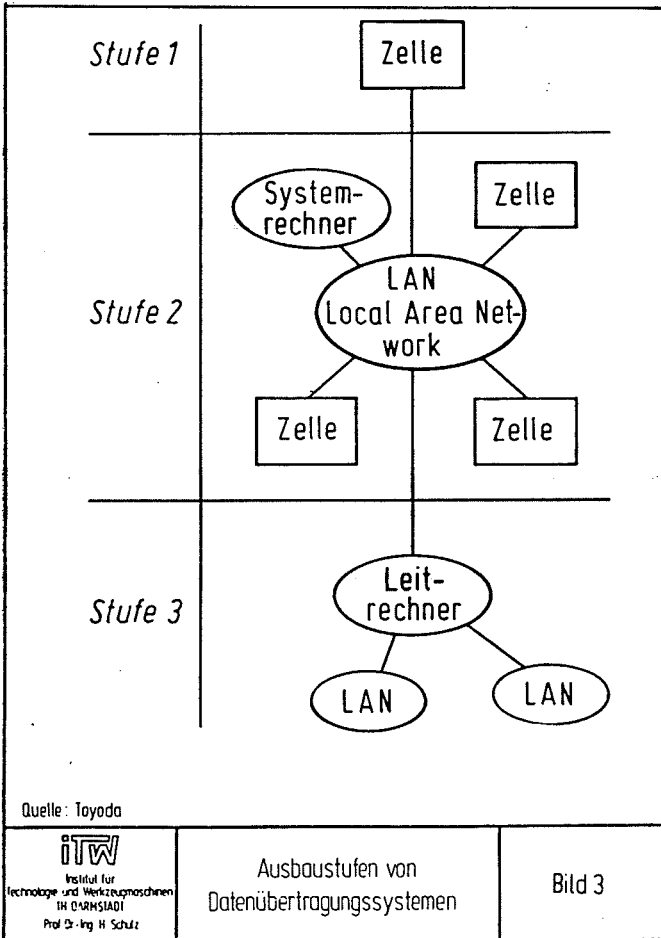 Stufe 1
Zelle
System-
rechner
Zelle
Stufe 2
LAN
Local Area Net-
work
Zelle
Zelle
Stufe 3
Leit-
rechner
LAN
LAN
Quelle: Toyoda
iTW
Institut für
Technologie und Werkzeugmaschinen
TH DARMSTADT
Prof Dr.-Ing H Schulz
Ausbaustufen von
Datenübertragungssystemen
Bild 3